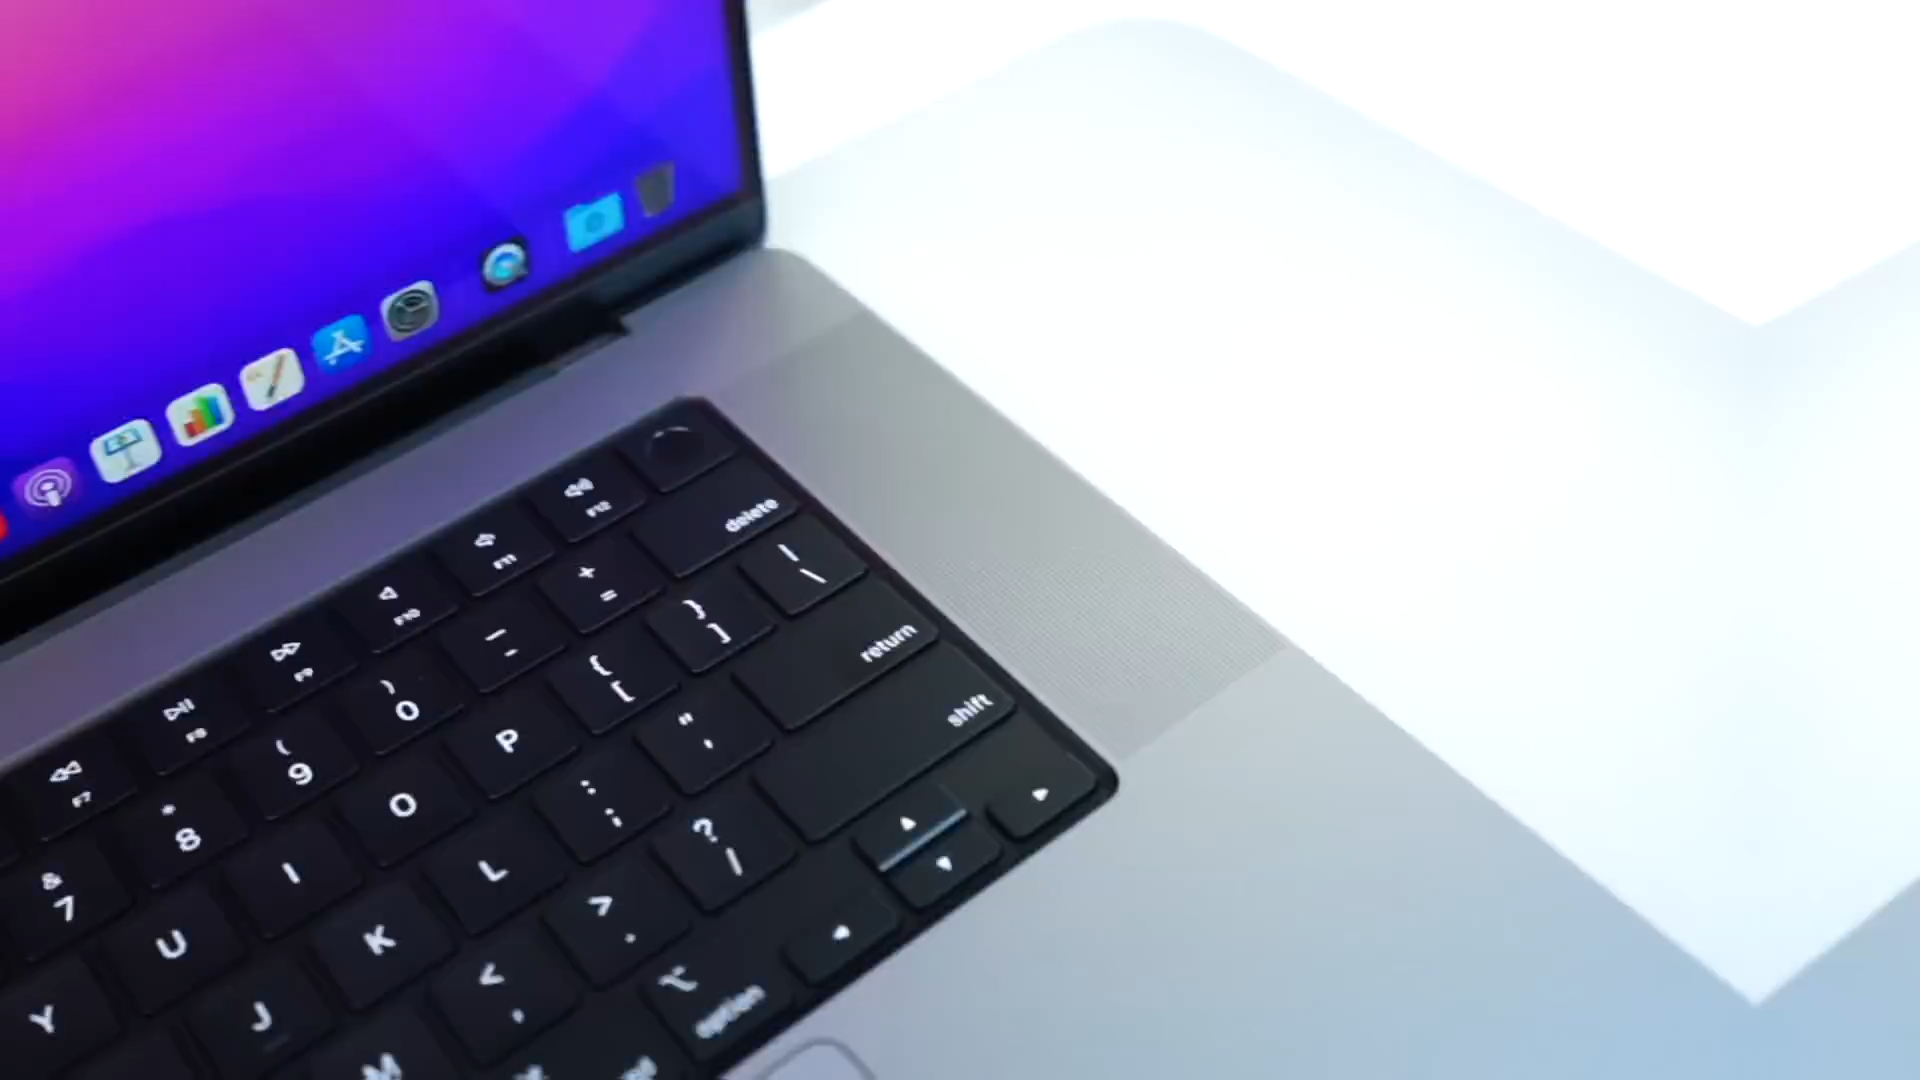 F12
delete
F11
+
=
|
\
F10
—
-
}
]
return
F9
)
0
{
[
shift
F8
(
9
P
"
'
F7
*
8
O
:
;
&
7
I
L
?
/
U
K
>
.
Y
J
<
,
option
M